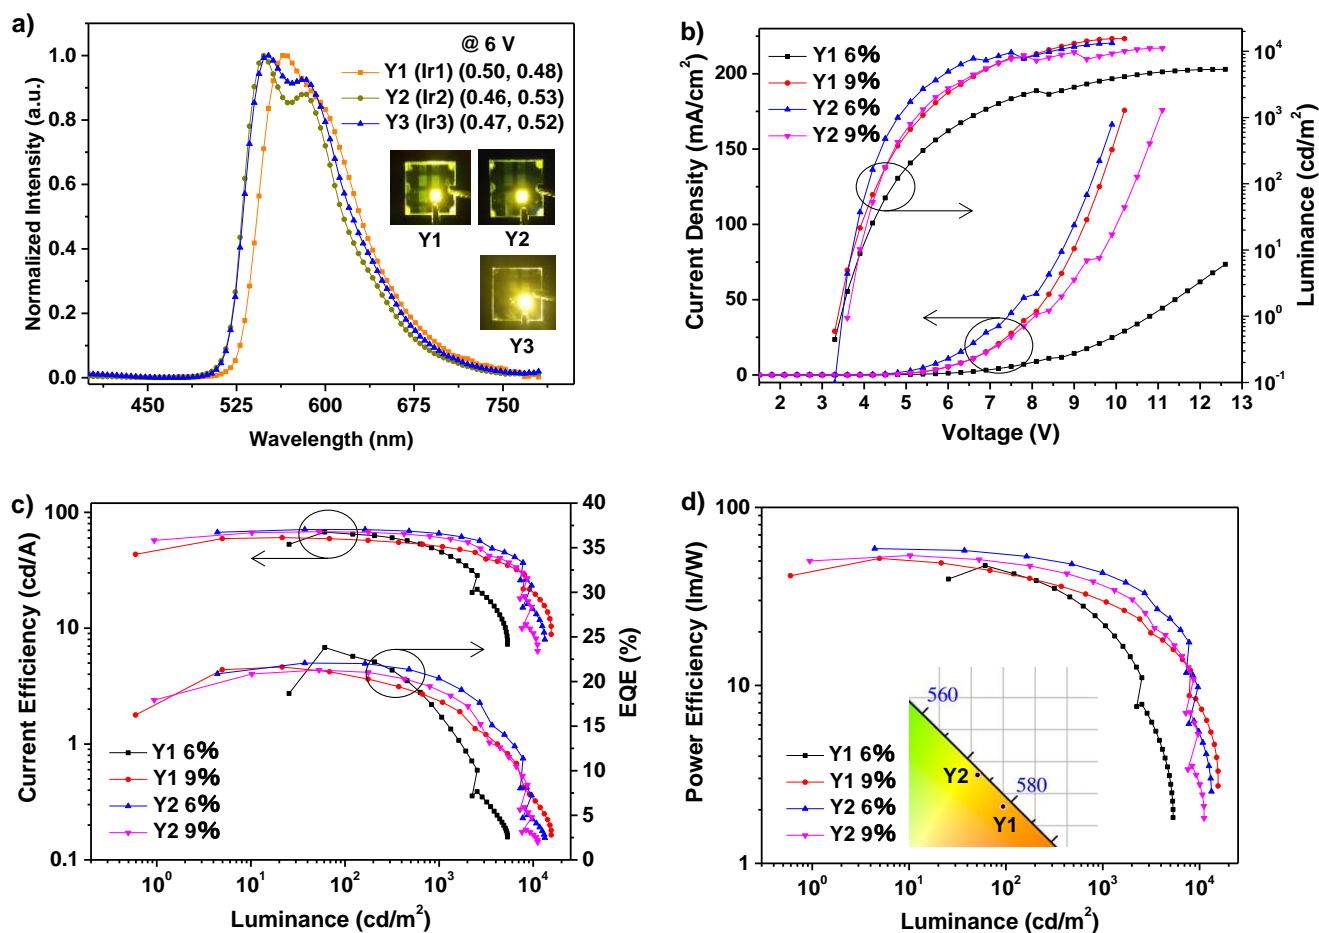 a)
@ 6 V
Y1 (Ir1) (0.50, 0.48)
Y2 (Ir2) (0.46, 0.53)
Y3 (Ir3) (0.47, 0.52)
Y1
Y2
Y3
1.0
0.8
0.6
0.4
0.2
0.0
Normalized Intensity (a.u.)
450 525 600 675 750
Wavelength (nm)
b)
Y1 6%
Y1 9%
Y2 6%
Y2 9%
200
150
100
50
0
Current Density (mA/cm²)
10⁴
10³
10²
10¹
10⁰
10⁻¹
Luminance (cd/m²)
2 3 4 5 6 7 8 9 10 11 12 13
Voltage (V)
c)
100
10
1
0.1
Current Efficiency (cd/A)
40
35
30
25
20
15
10
5
0
EQE (%)
Y1 6%
Y1 9%
Y2 6%
Y2 9%
10⁰ 10¹ 10² 10³ 10⁴
Luminance (cd/m²)
d)
100
10
1
Power Efficiency (lm/W)
560
Y2
580
Y1
Y1 6%
Y1 9%
Y2 6%
Y2 9%
10⁰ 10¹ 10² 10³ 10⁴
Luminance (cd/m²)